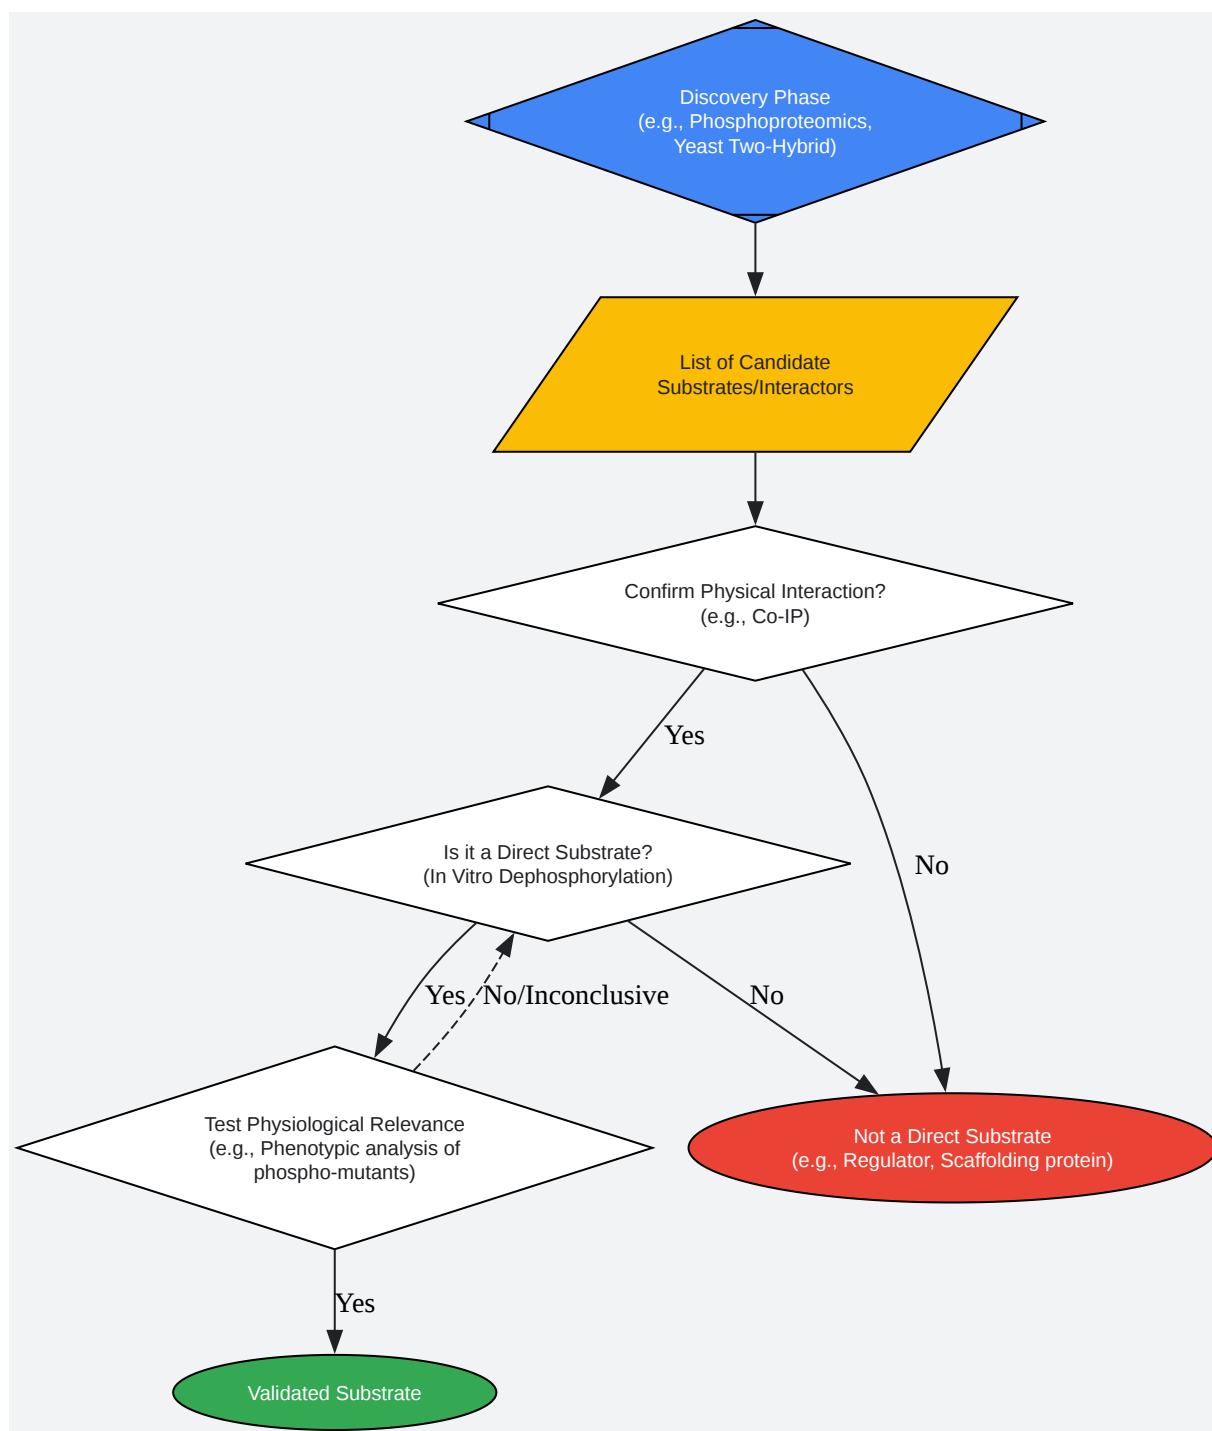 Discovery Phase
(e.g., Phosphoproteomics,
Yeast Two-Hybrid)
List of Candidate
Substrates/Interactors
Confirm Physical Interaction?
(e.g., Co-IP)
Yes
No
Is it a Direct Substrate?
(In Vitro Dephosphorylation)
Yes
No/Inconclusive
No
Test Physiological Relevance
(e.g., Phenotypic analysis of
phospho-mutants)
Not a Direct Substrate
(e.g., Regulator, Scaffolding protein)
Yes
Validated Substrate